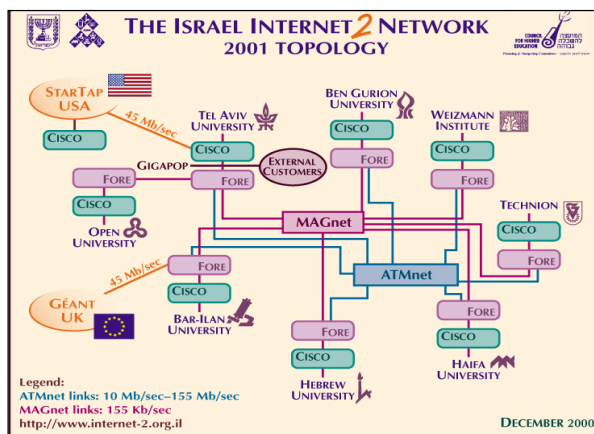 THE ISRAEL INTERNET 2 NETWORK
2001 TOPOLOGY
COUNCIL
FOR HIGHER
EDUCATION
STARTAP
USA
45 Mb/sec
CISCO
TEL AVIV
UNIVERSITY
CISCO
BEN GURION
UNIVERSITY
CISCO
WEIZMANN
INSTITUTE
CISCO
GIGAPOP
EXTERNAL
CUSTOMERS
FORE
FORE
FORE
FORE
CISCO
OPEN
UNIVERSITY
MAGnet
TECHNION
CISCO
FORE
45 Mb/sec
FORE
CISCO
BAR-ILAN
UNIVERSITY
ATMnet
GÉANT
UK
FORE
CISCO
HEBREW
UNIVERSITY
FORE
CISCO
HAIFA
UNIVERSITY
Legend:
ATMnet links: 10 Mb/sec–155 Mb/sec
MAGnet links: 155 Kb/sec
http://www.internet-2.org.il
DECEMBER 2000